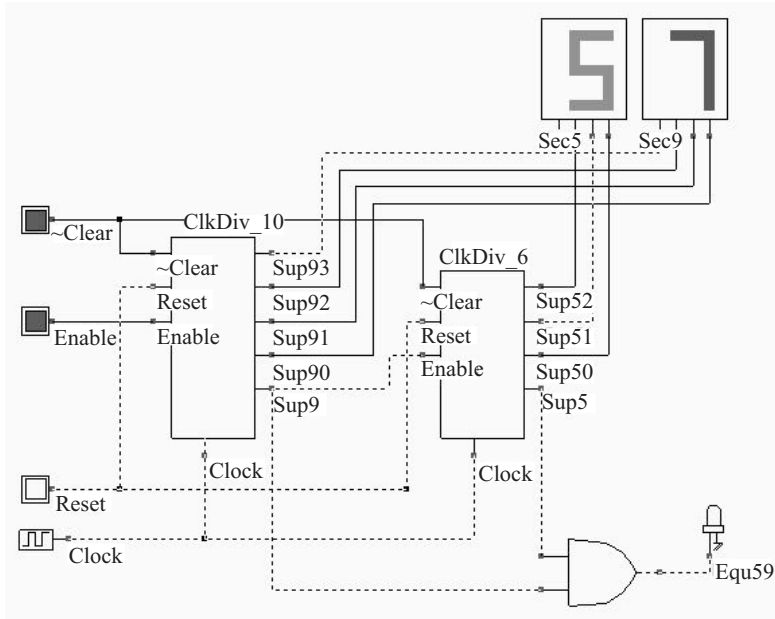 57
Sec5
Sec9
~Clear
ClkDiv_10
~Clear
Reset
Enable
Sup93
Sup92
Sup91
Sup90
Sup9
Clock
Enable
ClkDiv_6
~Clear
Reset
Enable
Sup52
Sup51
Sup50
Sup5
Clock
Reset
Clock
Equ59